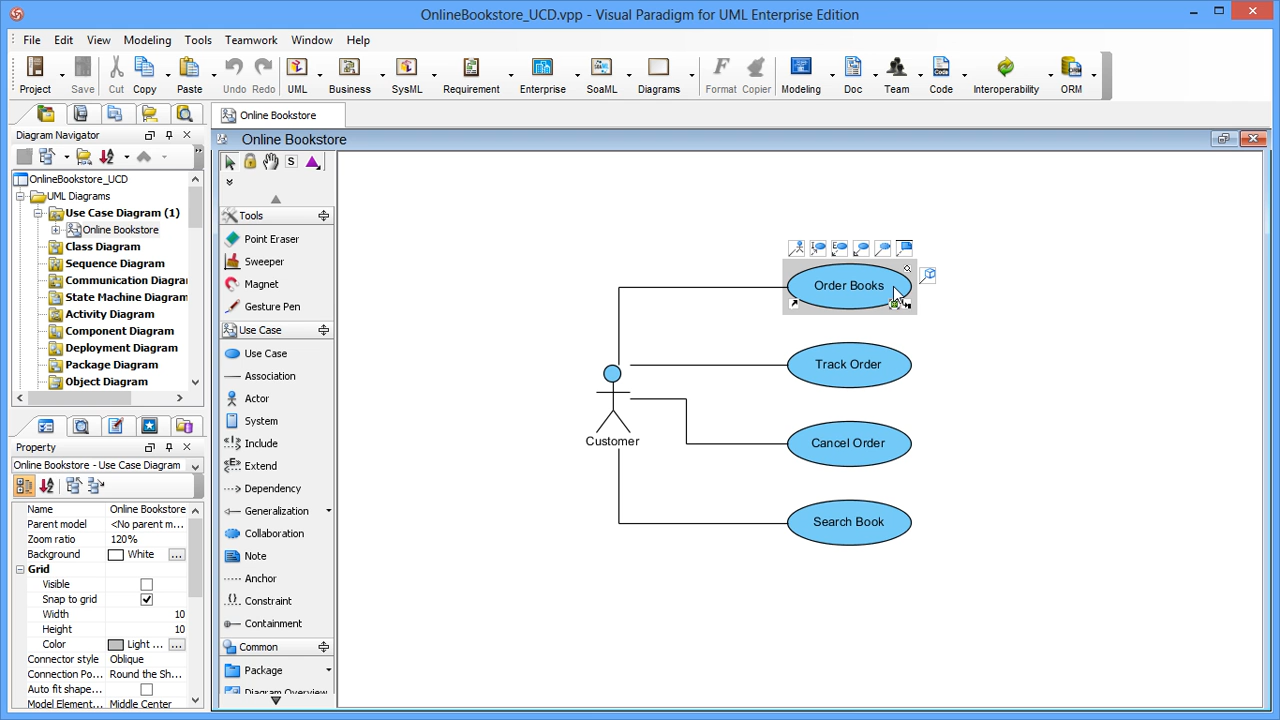 OnlineBookstore_UCD.vpp - Visual Paradigm for UML Enterprise Edition
File Edit View Modeling Tools Teamwork Window Help
Project Save Cut Copy Paste Undo Redo UML Business SysML Requirement Enterprise SoaML Diagrams Format Copier Modeling Doc Team Code Interoperability ORM
Online Bookstore
Diagram Navigator
Online Bookstore
S
OnlineBookstore_UCD
UML Diagrams
Use Case Diagram (1)
Online Bookstore
Class Diagram
Sequence Diagram
Communication Diagra
State Machine Diagram
Activity Diagram
Component Diagram
Deployment Diagram
Package Diagram
Object Diagram
Property
Online Bookstore - Use Case Diagram
Name Online Bookstore
Parent model <No parent m...
Zoom ratio 120%
Background White ...
Grid
Visible
Snap to grid
Width 10
Height 10
Color Light ... ...
Connector style Oblique
Connection Po... Round the Sh...
Auto fit shape...
Model Element... Middle Center
Tools
Point Eraser
Sweeper
Magnet
Gesture Pen
Use Case
Use Case
Association
Actor
System
Include
Extend
Dependency
Generalization
Collaboration
Note
Anchor
Constraint
Containment
Common
Package
Diagram Overview
Order Books
Track Order
Customer
Cancel Order
Search Book